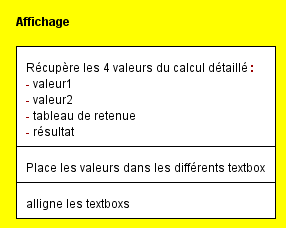 Affichage
Récupère les 4 valeurs du calcul détaillé :
- valeur1
- valeur2
- tableau de retenue
- résultat
Place les valeurs dans les différents textbox
alligne les textboxs